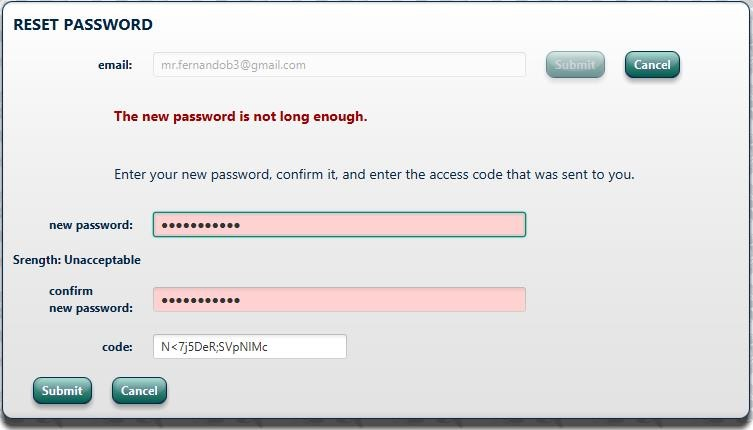 RESET PASSWORD
email: mr.fernandob3@gmail.com Submit Cancel
The new password is not long enough.
Enter your new password, confirm it, and enter the access code that was sent to you.
new password: ●●●●●●●●●●●
Srength: Unacceptable
confirm
new password: ●●●●●●●●●●●
code: N<7j5DeR;SVpNIMc
Submit Cancel